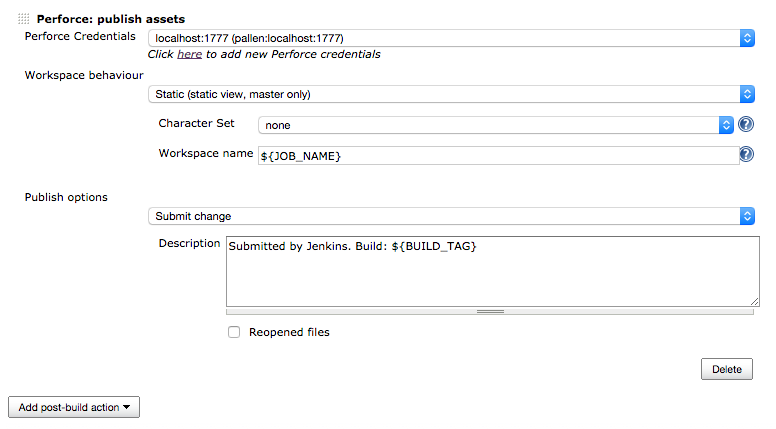 Perforce: publish assets
Perforce Credentials
localhost:1777 (pallen:localhost:1777)
Click here to add new Perforce credentials
Workspace behaviour
Static (static view, master only)
Character Set
none
?
Workspace name
${JOB_NAME}
?
Publish options
Submit change
Description
Submitted by Jenkins. Build: ${BUILD_TAG}
Reopened files
Delete
Add post-build action